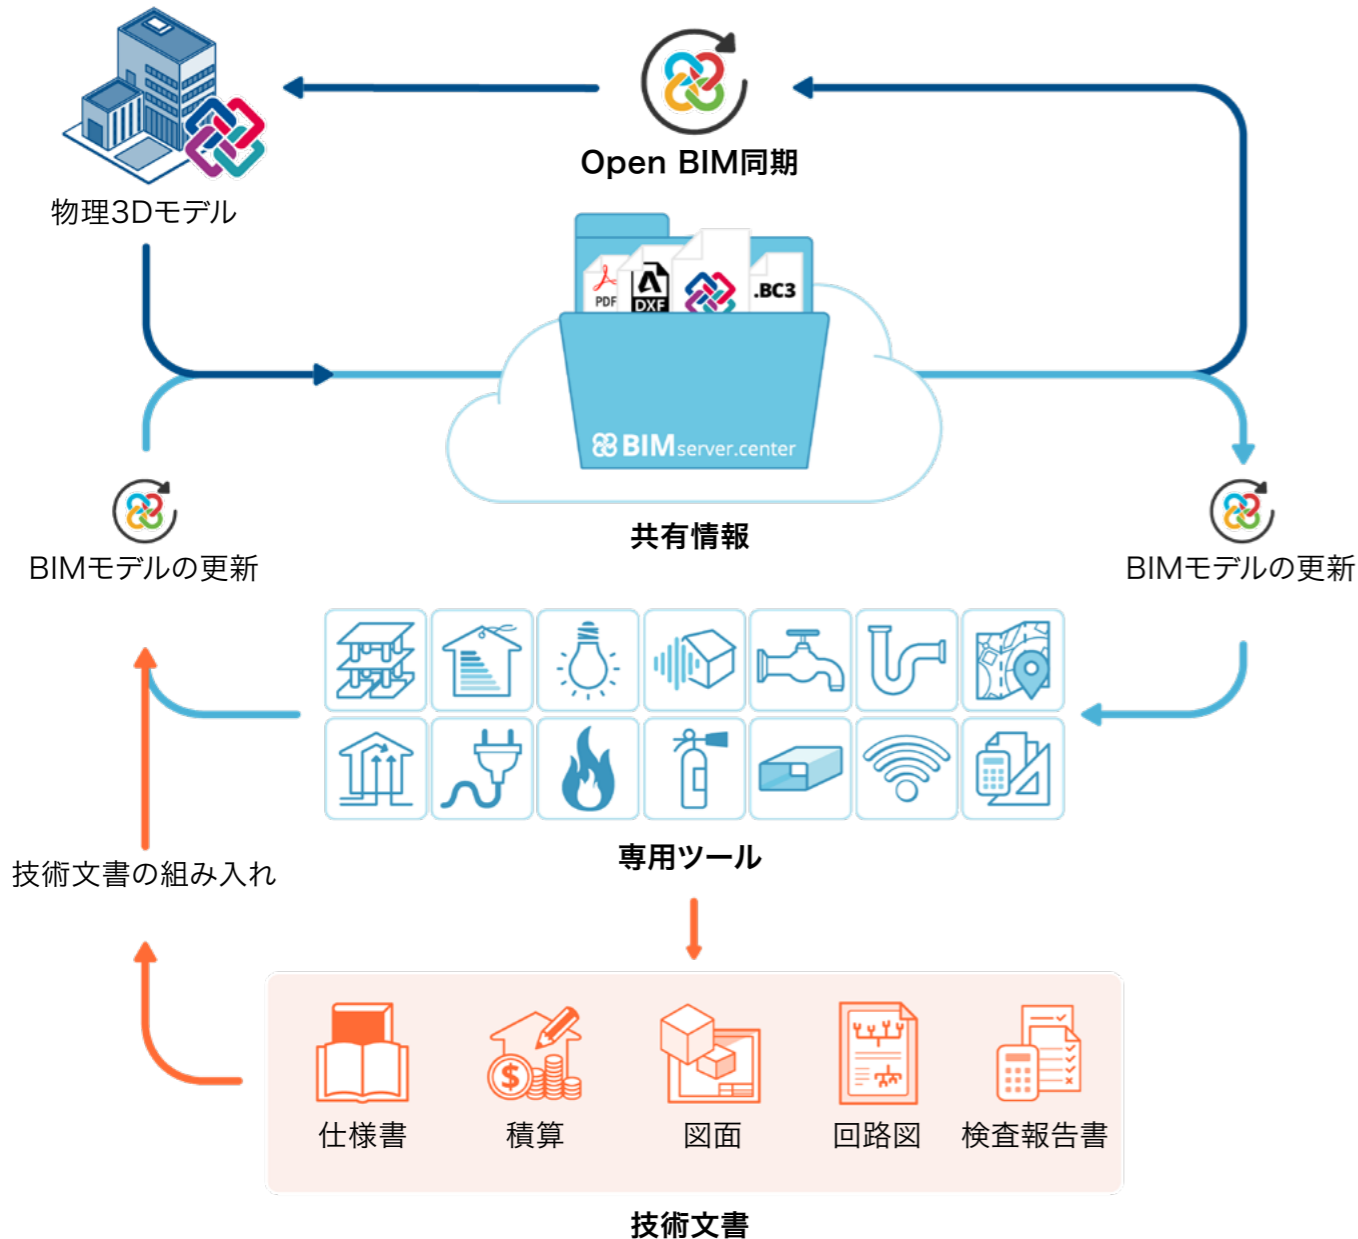 Open BIM同期
物理3Dモデル
PDF
DXF
.BC3
BIMserver.center
共有情報
BIMモデルの更新
BIMモデルの更新
専用ツール
技術文書の組み入れ
$
仕様書
積算
図面
回路図
検査報告書
技術文書